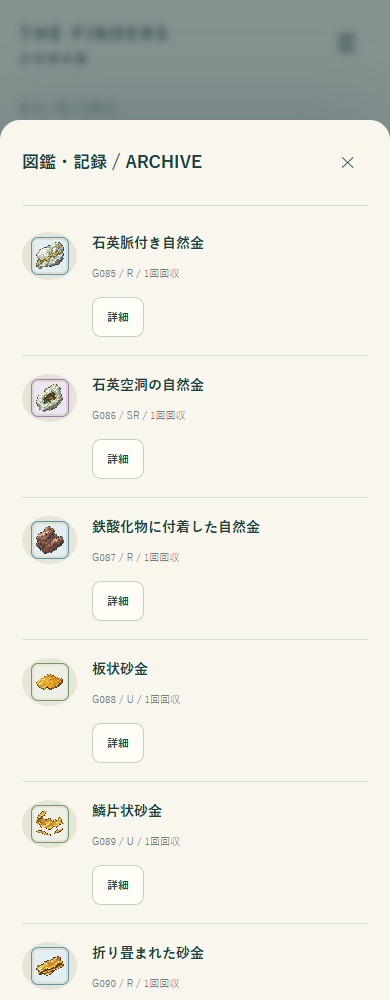 THE FINDERS
図鑑・記録 / ARCHIVE
石英脈付き自然金
G085 / R / 1回回収
詳細
石英空洞の自然金
G086 / SR / 1回回収
詳細
鉄酸化物に付着した自然金
G087 / R / 1回回収
詳細
板状砂金
G088 / U / 1回回収
詳細
鱗片状砂金
G089 / U / 1回回収
詳細
折り畳まれた砂金
G090 / R / 1回回収